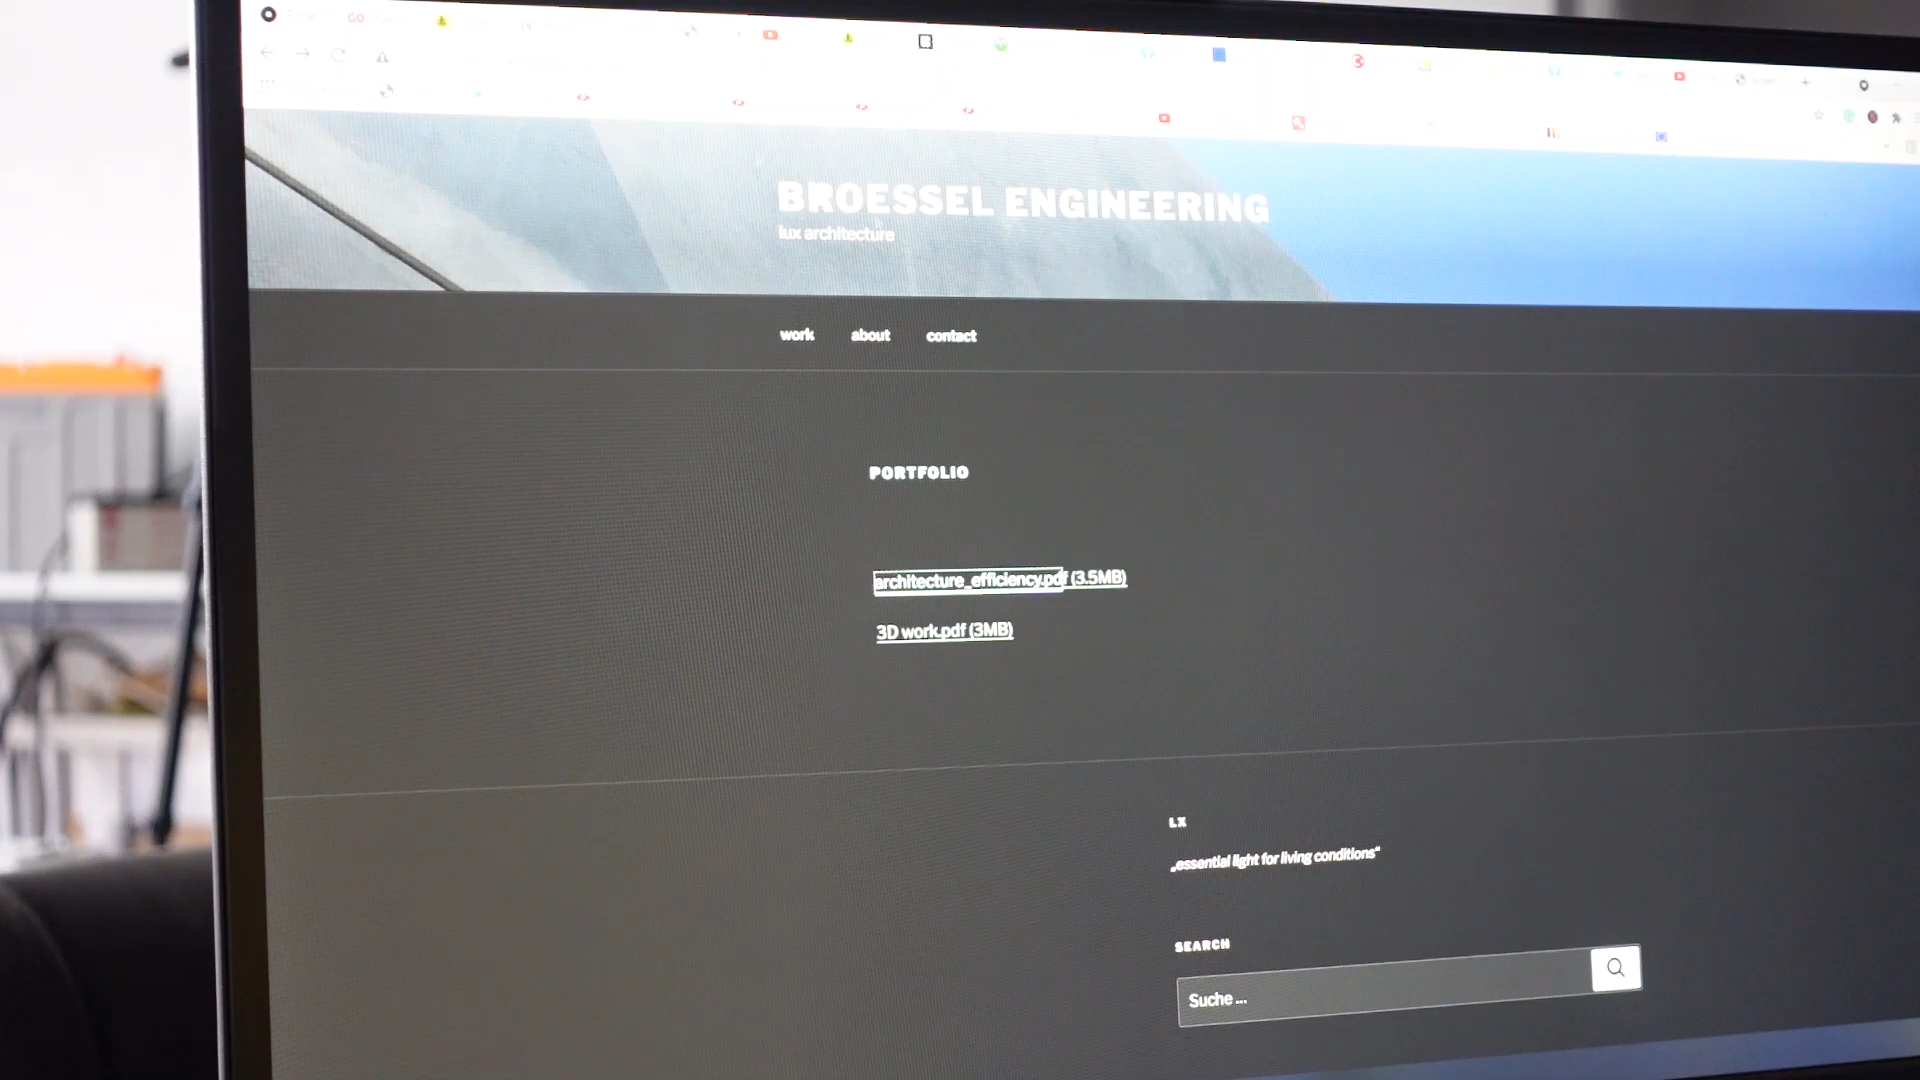 BROESSEL ENGINEERING
lux architecture
work about contact
PORTFOLIO
architecture_efficiency.pdf (3.5MB)
3D work.pdf (3MB)
LX
„essential light for living conditions“
SEARCH
Suche ...